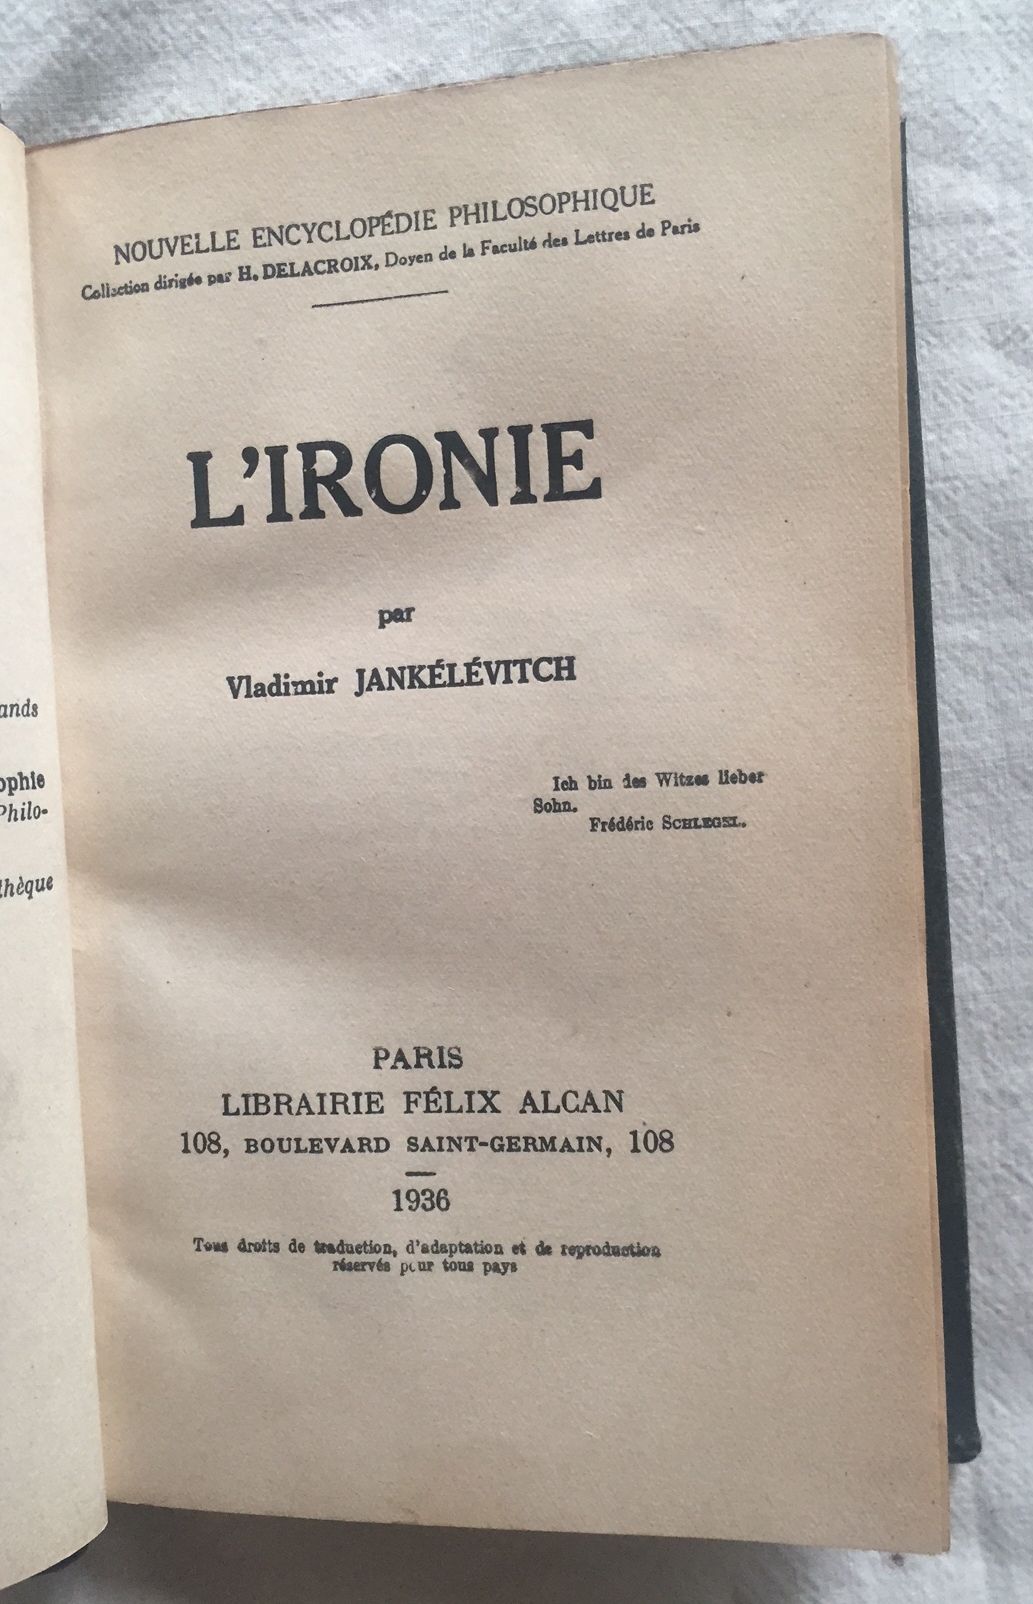 NOUVELLE ENCYCLOPÉDIE PHILOSOPHIQUE
Collection dirigée par H. DELACROIX, Doyen de la Faculté des Lettres de Paris
L'IRONIE
par
Vladimir JANKÉLÉVITCH
Ich bin des Witzes lieber
Sohn.
Frédéric SCHLEGEL.
PARIS
LIBRAIRIE FÉLIX ALCAN
108, BOULEVARD SAINT-GERMAIN, 108
1936
Tous droits de traduction, d'adaptation et de reproduction
réservés pour tous pays
ands
ophie
Philo-
thèque